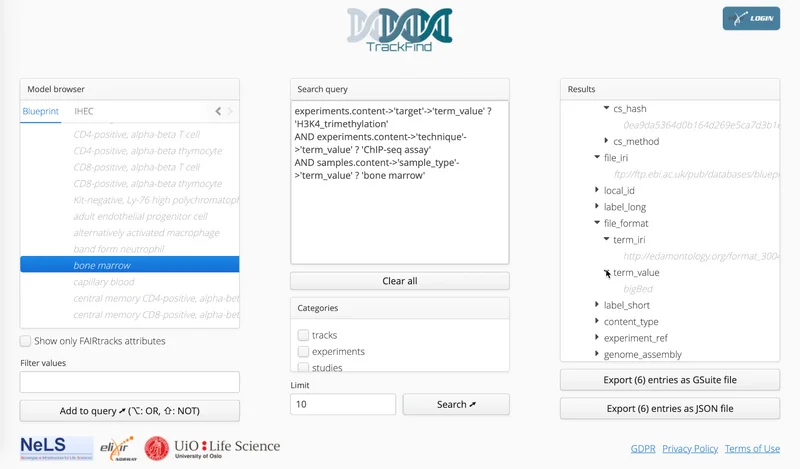 LOGIN
TrackFind
Model browser
Blueprint IHEC
CD4-positive, alpha-beta T cell
CD4-positive, alpha-beta thymocyte
CD8-positive, alpha-beta T cell
CD8-positive, alpha-beta thymocyte
Kit-negative, Ly-76 high polychromatoph
adult endothelial progenitor cell
alternatively activated macrophage
band form neutrophil
bone marrow
capillary blood
central memory CD4-positive, alpha-bet
central memory CD8-positive, alpha-bet
Show only FAIRtracks attributes
Filter values
Add to query ➚ (⌥: OR, ⇧: NOT)
Search query
experiments.content->'target'->'term_value' ?
'H3K4_trimethylation'
AND experiments.content->'technique'-
>'term_value' ? 'ChIP-seq assay'
AND samples.content->'sample_type'-
>'term_value' ? 'bone marrow'
Clear all
Categories
tracks
experiments
studies
Limit
10
Search ➚
Results
cs_hash
0ea9da5364d0b164d269e5ca7d3b1e
cs_method
file_iri
ftp://ftp.ebi.ac.uk/pub/databases/bluepr
local_id
label_long
file_format
term_iri
http://edamontology.org/format_3004
term_value
bigBed
label_short
content_type
experiment_ref
genome_assembly
Export (6) entries as GSuite file
Export (6) entries as JSON file
NeLS
elixir
NORWAY
UiO Life Science
University of Oslo
GDPR Privacy Policy Terms of Use